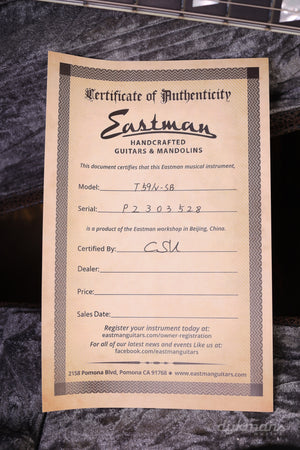 Certificate of Authenticity
Eastman
HANDCRAFTED
GUITARS & MANDOLINS
This document certifies that this Eastman musical instrument,
Model: T59/V-SB
Serial: P2303528
is a product of the Eastman workshop in Beijing, China.
Certified By:
Dealer:
Price:
Sales Date:
Register your instrument today at:
eastmanguitars.com/owner-registration
For all of our latest news and events Like us at:
facebook.com/eastmanguitars
2158 Pomona Blvd, Pomona CA 91768 • www.eastmanguitars.com